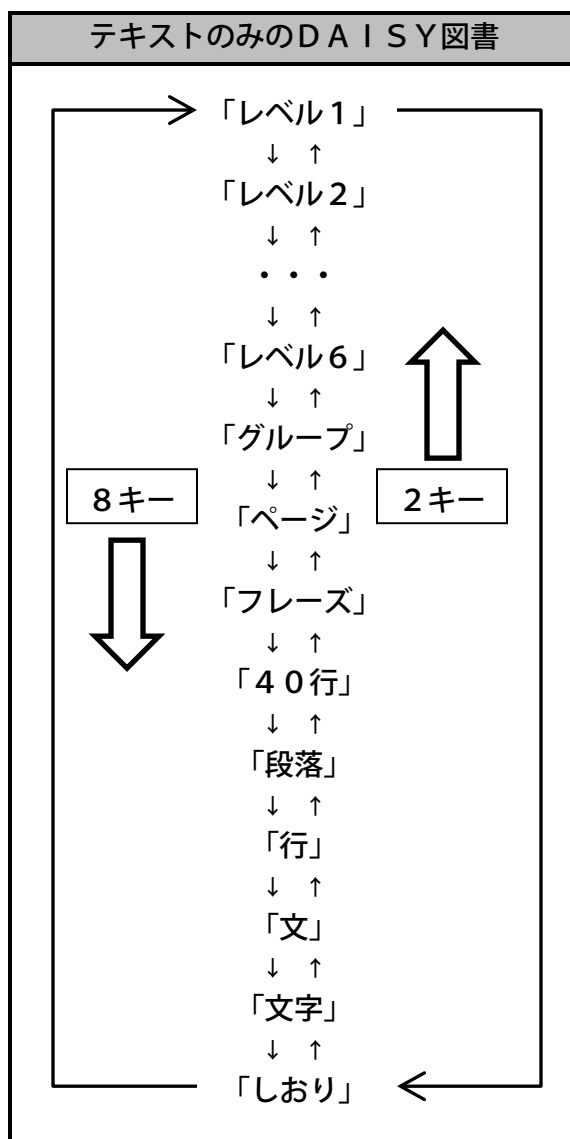 テキストのみのＤＡＩＳＹ図書
「レベル１」
↓ ↑
「レベル２」
↓ ↑
・・・
↓ ↑
「レベル６」
↓ ↑
「グループ」
↓ ↑
８キー
２キー
「ページ」
↓ ↑
「フレーズ」
↓ ↑
「４０行」
↓ ↑
「段落」
↓ ↑
「行」
↓ ↑
「文」
↓ ↑
「文字」
↓ ↑
「しおり」